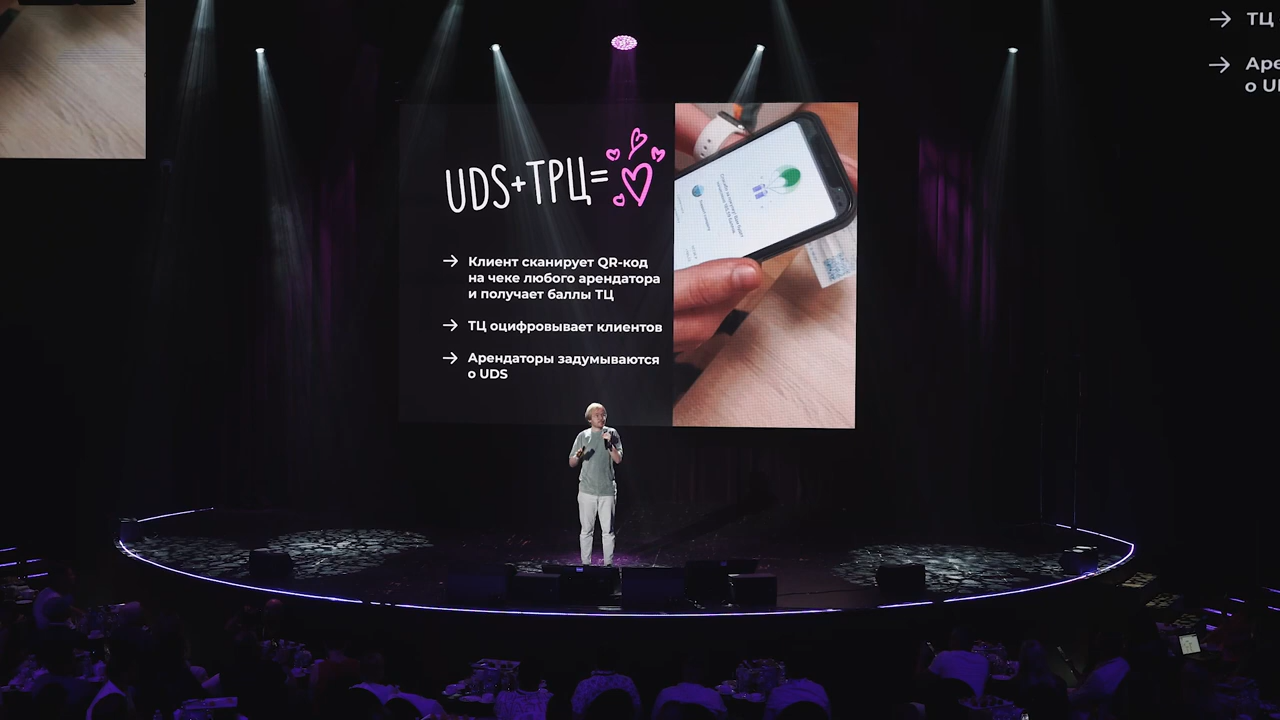 UDS+ТРЦ=
→ Клиент сканирует QR-код
на чеке любого арендатора
и получает баллы ТЦ
→ ТЦ оцифровывает клиентов
→ Арендаторы задумываются
о UDS
→ ТЦ
→ Аре
о U